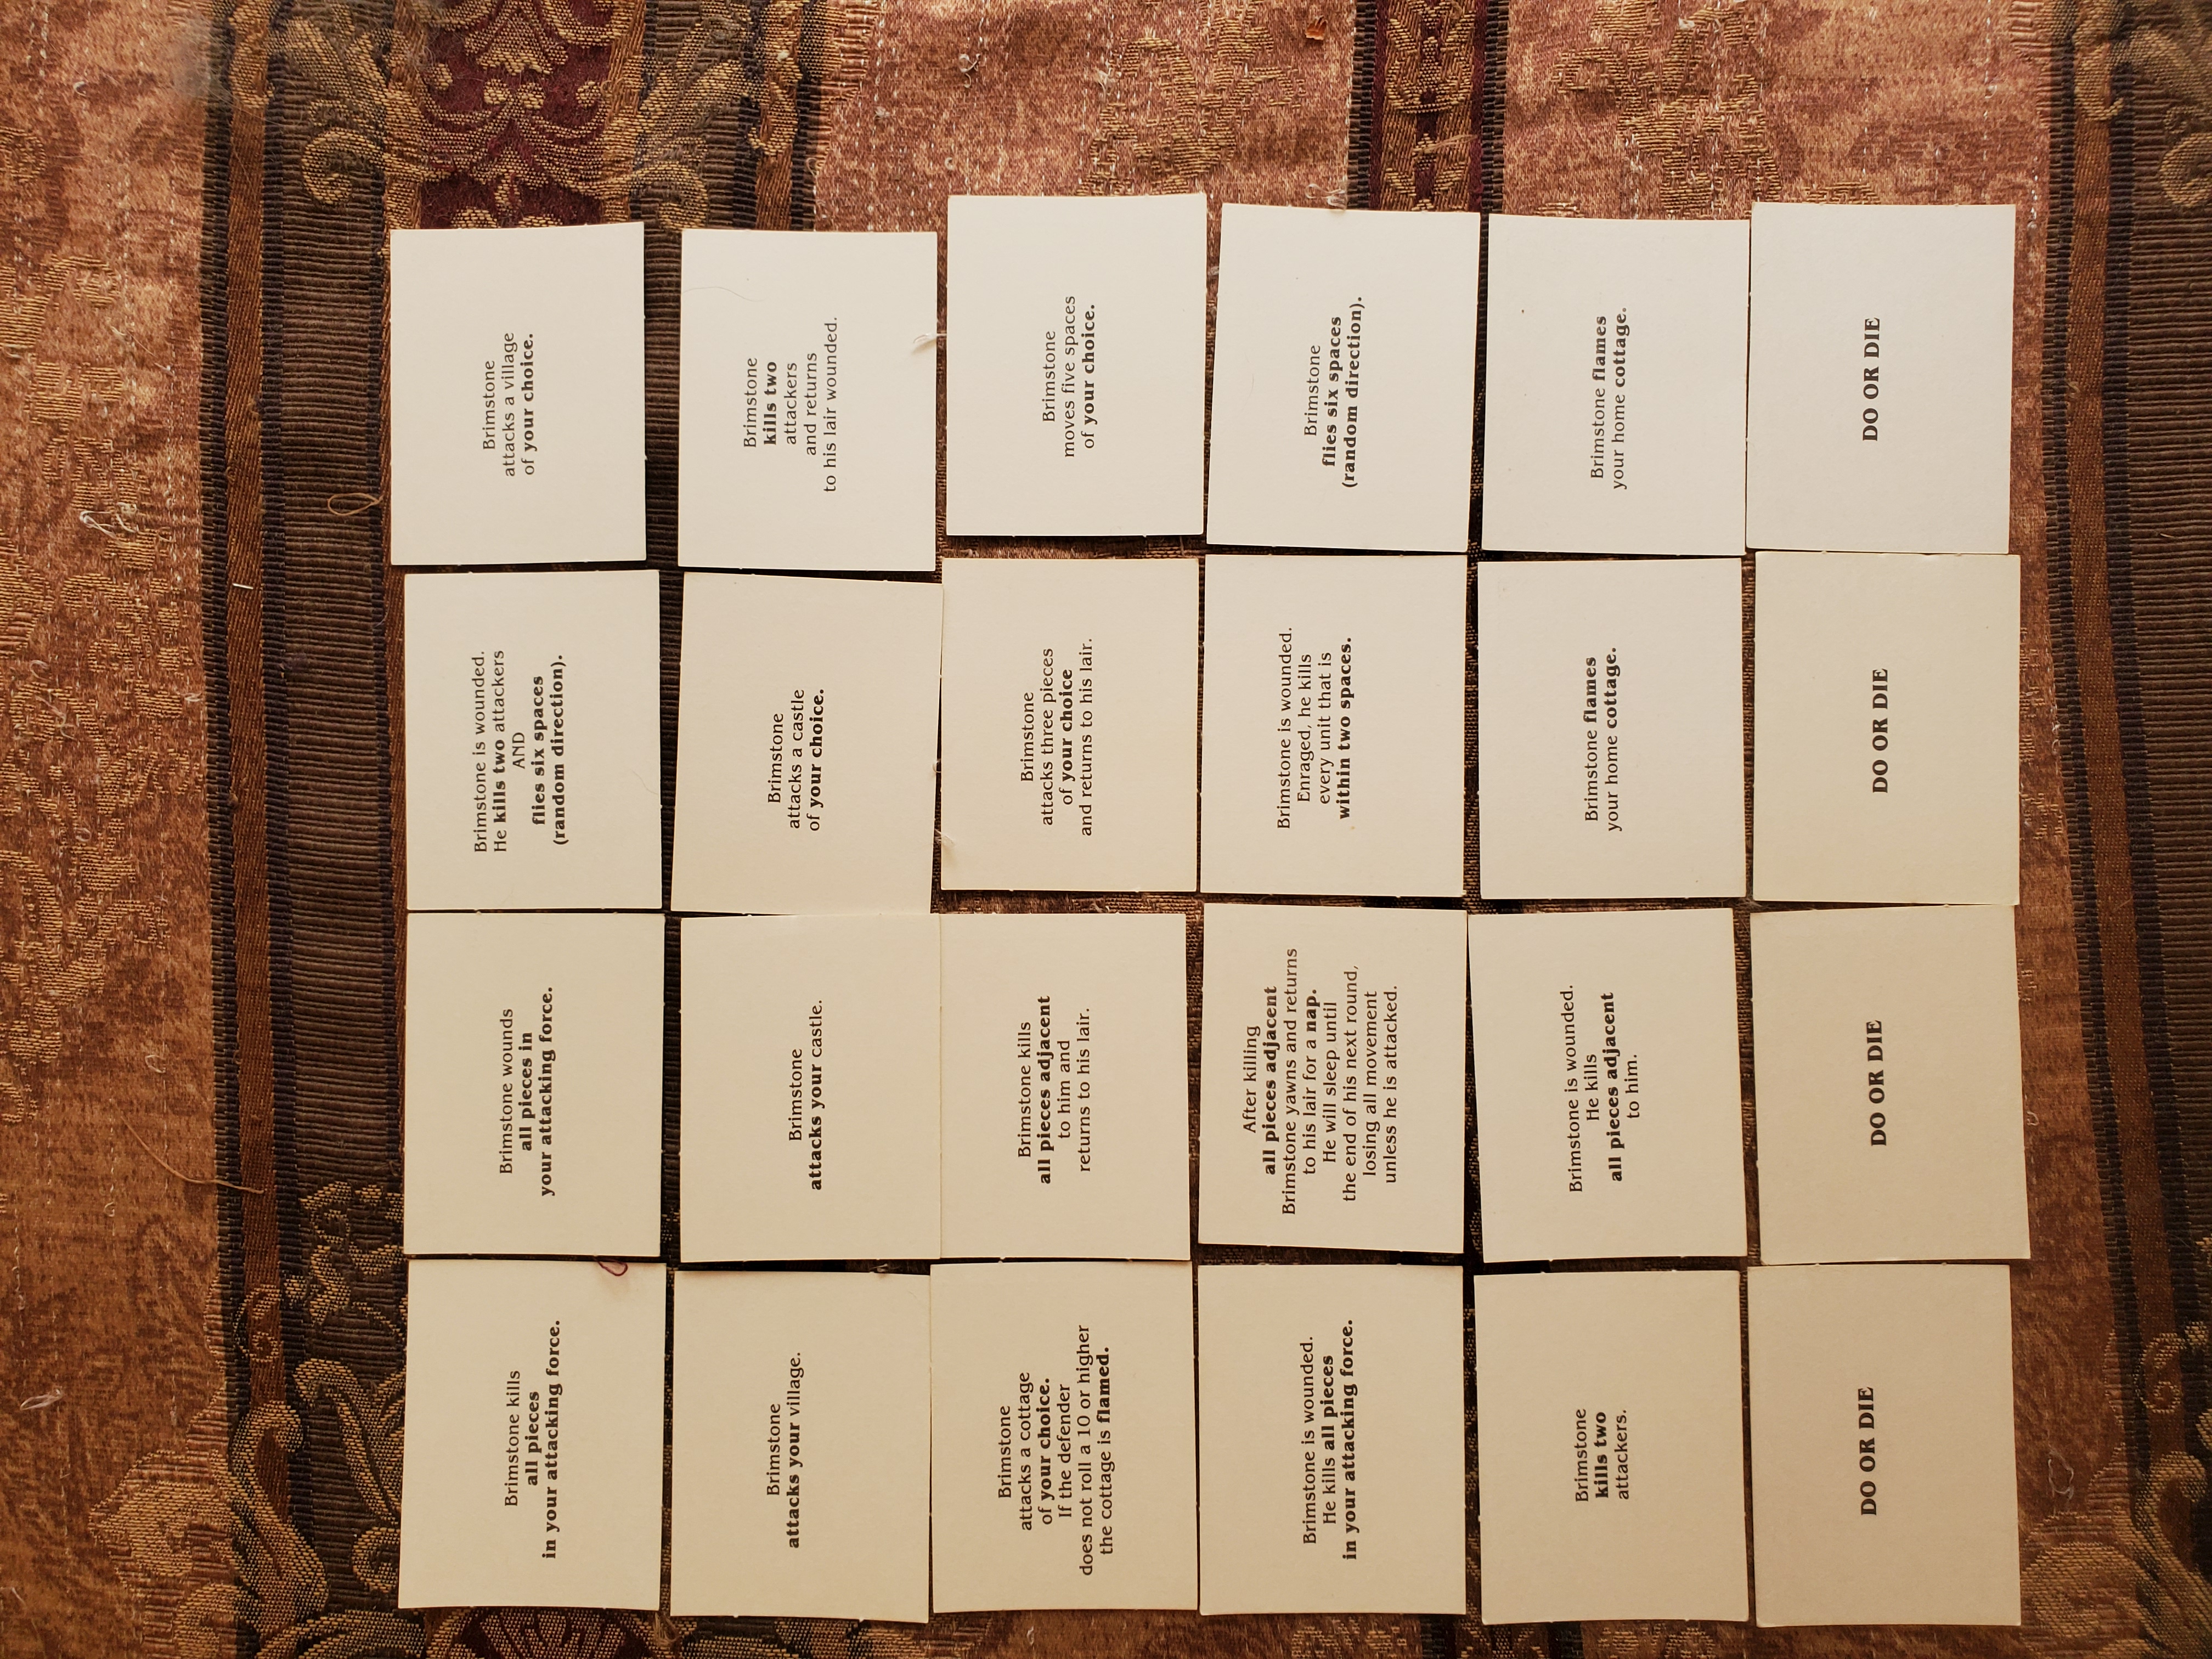 Brimstone kills
all pieces
in your attacking force.
Brimstone wounds
all pieces in
your attacking force.
Brimstone is wounded.
He kills two attackers
AND
flies six spaces
(random direction).
Brimstone
attacks a village
of your choice.
Brimstone
attacks your village.
Brimstone
attacks your castle.
Brimstone
attacks a castle
of your choice.
Brimstone
kills two
attackers
and returns
to his lair wounded.
Brimstone
attacks a cottage
of your choice.
If the defender
does not roll a 10 or higher
the cottage is flamed.
Brimstone kills
all pieces adjacent
to him and
returns to his lair.
Brimstone
attacks three pieces
of your choice
and returns to his lair.
Brimstone
moves five spaces
of your choice.
Brimstone is wounded.
He kills all pieces
in your attacking force.
After killing
all pieces adjacent
Brimstone yawns and returns
to his lair for a nap.
He will sleep until
the end of his next round,
losing all movement
unless he is attacked.
Brimstone is wounded.
Enraged, he kills
every unit that is
within two spaces.
Brimstone
flies six spaces
(random direction).
Brimstone
kills two
attackers.
Brimstone is wounded.
He kills
all pieces adjacent
to him.
Brimstone flames
your home cottage.
Brimstone flames
your home cottage.
DO OR DIE
DO OR DIE
DO OR DIE
DO OR DIE